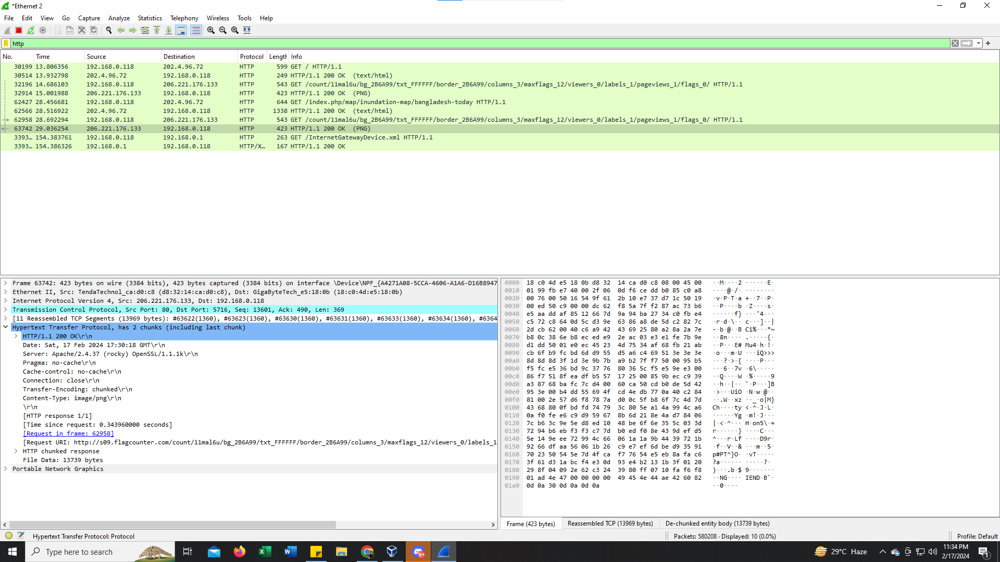 *Ethernet 2
File Edit View Go Capture Analyze Statistics Telephony Wireless Tools Help
http
No. Time Source Destination Protocol Length Info
30199 13.806356 192.168.0.118 202.4.96.72 HTTP 599 GET / HTTP/1.1
30514 13.932798 202.4.96.72 192.168.0.118 HTTP 249 HTTP/1.1 200 OK (text/html)
32196 14.686103 192.168.0.118 206.221.176.133 HTTP 543 GET /count/11mal6u/bg_2B6A99/txt_FFFFFF/border_2B6A99/columns_3/maxflags_12/viewers_0/labels_1/pageviews_1/flags_0/ HTTP/1.1
32914 15.001988 206.221.176.133 192.168.0.118 HTTP 423 HTTP/1.1 200 OK (PNG)
62427 28.456681 192.168.0.118 202.4.96.72 HTTP 644 GET /index.php/map/inundation-map/bangladesh-today HTTP/1.1
62566 28.516922 202.4.96.72 192.168.0.118 HTTP 1338 HTTP/1.1 200 OK (text/html)
62958 28.692294 192.168.0.118 206.221.176.133 HTTP 543 GET /count/11mal6u/bg_2B6A99/txt_FFFFFF/border_2B6A99/columns_3/maxflags_12/viewers_0/labels_1/pageviews_1/flags_0/ HTTP/1.1
63742 29.036254 206.221.176.133 192.168.0.118 HTTP 423 HTTP/1.1 200 OK (PNG)
3393… 154.383761 192.168.0.118 192.168.0.1 HTTP 263 GET /InternetGatewayDevice.xml HTTP/1.1
3393… 154.386326 192.168.0.1 192.168.0.118 HTTP/X… 167 HTTP/1.1 200 OK
Frame 63742: 423 bytes on wire (3384 bits), 423 bytes captured (3384 bits) on interface \Device\NPF_{A4271A08-5CCA-4606-A1A6-D16B8947
Ethernet II, Src: TendaTechnol_ca:d0:c8 (d8:32:14:ca:d0:c8), Dst: GigaByteTech_e5:18:0b (18:c0:4d:e5:18:0b)
Internet Protocol Version 4, Src: 206.221.176.133, Dst: 192.168.0.118
Transmission Control Protocol, Src Port: 80, Dst Port: 5716, Seq: 13601, Ack: 490, Len: 369
[11 Reassembled TCP Segments (13969 bytes): #63622(1360), #63623(1360), #63630(1360), #63631(1360), #63633(1360), #63634(1360), #6364
Hypertext Transfer Protocol, has 2 chunks (including last chunk)
HTTP/1.1 200 OK\r\n
Date: Sat, 17 Feb 2024 17:30:18 GMT\r\n
Server: Apache/2.4.37 (rocky) OpenSSL/1.1.1k\r\n
Pragma: no-cache\r\n
Cache-control: no-cache\r\n
Connection: close\r\n
Transfer-Encoding: chunked\r\n
Content-Type: image/png\r\n
\r\n
[HTTP response 1/1]
[Time since request: 0.343960000 seconds]
[Request in frame: 62958]
[Request URI: http://s09.flagcounter.com/count/11mal6u/bg_2B6A99/txt_FFFFFF/border_2B6A99/columns_3/maxflags_12/viewers_0/labels_1
HTTP chunked response
File Data: 13739 bytes
Portable Network Graphics
0000 18 c0 4d e5 18 0b d8 32 14 ca d0 c8 08 00 45 00 ··M····2 ······E·
0010 01 99 fb e7 40 00 2f 06 0d f6 ce dd b0 85 c0 a8 ····@·/· ········
0020 00 76 00 50 16 54 9f 61 2b 10 e7 37 d7 1c 50 19 ·v·P·T·a +··7··P·
0030 00 ed 50 c9 00 00 dc 62 f8 5a 7f f2 87 ac 73 b6 ··P····b ·Z····s·
0040 e5 aa dd af 85 12 66 7d 9a 94 ba 27 34 c0 fb e4 ······f} ···'4···
0050 c5 72 c8 64 0d 5c d3 9e 63 86 a8 de 5d c2 82 7c ·r·d·\·· c···]··|
0060 2d cb 62 00 40 c6 a9 42 43 69 25 80 a2 8a 2a 7e -·b·@··B Ci%···*~
0070 b8 0c 38 6e b8 ec ed e9 2e ac 03 e3 e1 fe 7b 9e ··8n···· .·····{·
0080 d1 dd 50 01 e0 ec 45 23 4d 75 34 af 68 fb 21 ab ··P···E# Mu4·h·!·
0090 cb 6f b9 fc bd 6d d9 55 d5 a6 c4 69 51 3e 3e 3e ·o···m·U ···iQ>>>
00a0 8d 8d 8d 3f 1d 3e 9b 7b a9 b2 7f f7 50 00 95 b5 ···?·>·{ ····P···
00b0 f5 fc e5 36 bd 9c 37 76 80 36 5c f5 e5 9e e3 00 ···6··7v ·6\·····
00c0 86 f7 51 8f ea df b5 57 17 25 00 85 9b ec c9 39 ··Q····W ·%·····9
00d0 a3 87 68 ba fc 7c d4 00 60 ca 50 cd b0 de 5d 42 ··h··|·· `·P···]B
00e0 95 3e 00 b4 dd 55 69 4f cd 4e db 77 0a 40 c2 84 ·>···UiO ·N·w·@··
00f0 81 00 2e 57 d6 f8 78 7a d0 0c 5f b8 6f 7c 4d 7d ··.W··xz ··_·o|M}
0100 43 68 80 0f bd fd 74 79 3c 80 5e a1 4a 99 4c a6 Ch····ty <·^·J·L·
0110 0a f0 fe e6 c9 d9 59 67 8b 6d 21 8e 4a d7 84 06 ······Yg ·m!·J···
0120 7c b6 3c 9e 5e d8 ed 10 48 be 6f 6e 35 5c 03 3d |·<·^··· H·on5\·=
0130 72 94 b6 eb f3 f3 c7 7d b0 ed f0 8e 43 9d ef d5 r······} ····C···
0140 5e 14 9e ee 72 99 4c 66 06 1a 1a 9b 44 39 72 1b ^···r·Lf ····D9r·
0150 92 66 df aa 56 06 1b 26 c9 e7 ef 6d be d9 35 91 ·f··V··& ···m··5·
0160 70 23 50 54 5e 7d 4f ca f7 76 54 e5 eb 8a fa c6 p#PT^}O· ·vT·····
0170 3f 61 d3 1a bc f4 e3 0d 93 e4 b2 13 1b 3f 01 20 ?a······ ·····?·
0180 29 8f 04 09 2e 62 c3 24 39 80 ff 07 10 fa f6 f8 )···.b·$ 9·······
0190 01 ad 4e 47 00 00 00 00 49 45 4e 44 ae 42 60 82 ··NG···· IEND·B`·
01a0 0d 0a 30 0d 0a 0d 0a ··0····
Frame (423 bytes) Reassembled TCP (13969 bytes) De-chunked entity body (13739 bytes)
Hypertext Transfer Protocol: Protocol
Packets: 580208 · Displayed: 10 (0.0%)
Profile: Default
Type here to search
9+
29°C Haze
11:34 PM
2/17/2024
1